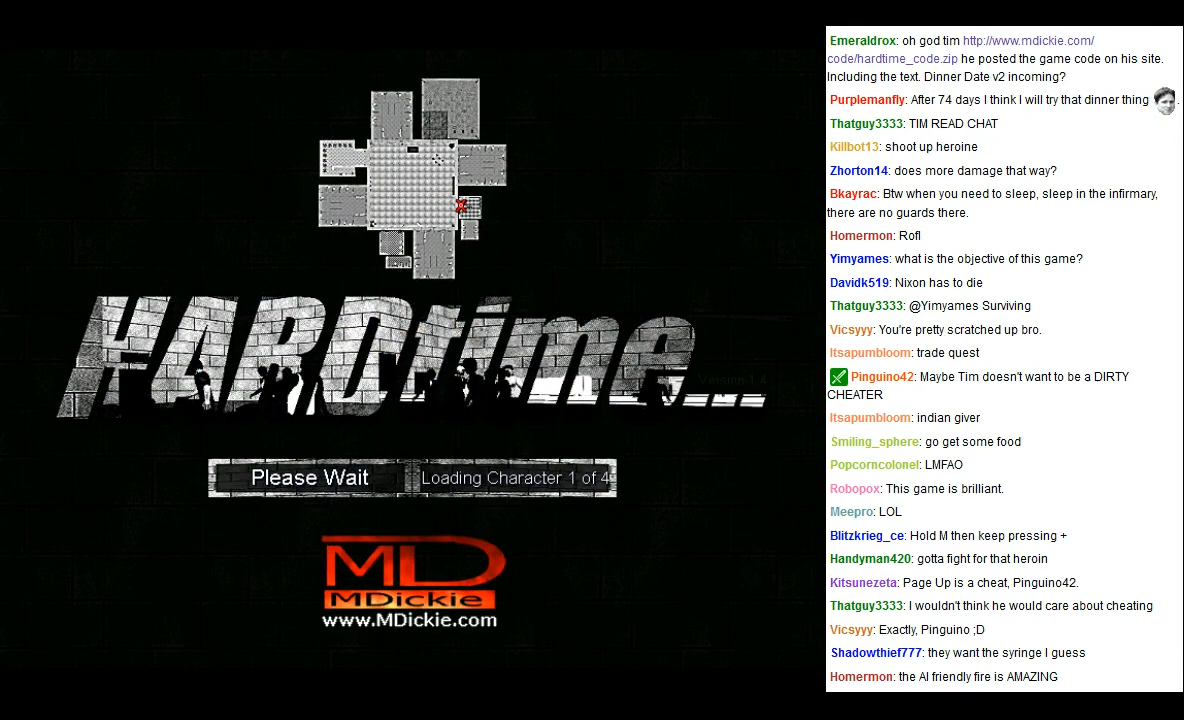 HARDtime...
Version 1.4
Please Wait
Loading Character 1 of 4
MD
MDickie
www.MDickie.com
Emeraldrox: oh god tim http://www.mdickie.com/
code/hardtime_code.zip he posted the game code on his site.
Including the text. Dinner Date v2 incoming?
Purplemanfly: After 74 days I think I will try that dinner thing .
Thatguy3333: TIM READ CHAT
Killbot13: shoot up heroine
Zhorton14: does more damage that way?
Bkayrac: Btw when you need to sleep, sleep in the infirmary,
there are no guards there.
Homermon: Rofl
Yimyames: what is the objective of this game?
Davidk519: Nixon has to die
Thatguy3333: @Yimyames Surviving
Vicsyyy: You're pretty scratched up bro.
Itsapumbloom: trade quest
Pinguino42: Maybe Tim doesn't want to be a DIRTY
CHEATER
Itsapumbloom: indian giver
Smiling_sphere: go get some food
Popcorncolonel: LMFAO
Robopox: This game is brilliant.
Meepro: LOL
Blitzkrieg_ce: Hold M then keep pressing +
Handyman420: gotta fight for that heroin
Kitsunezeta: Page Up is a cheat, Pinguino42.
Thatguy3333: I wouldn't think he would care about cheating
Vicsyyy: Exactly, Pinguino ;D
Shadowthief777: they want the syringe I guess
Homermon: the AI friendly fire is AMAZING